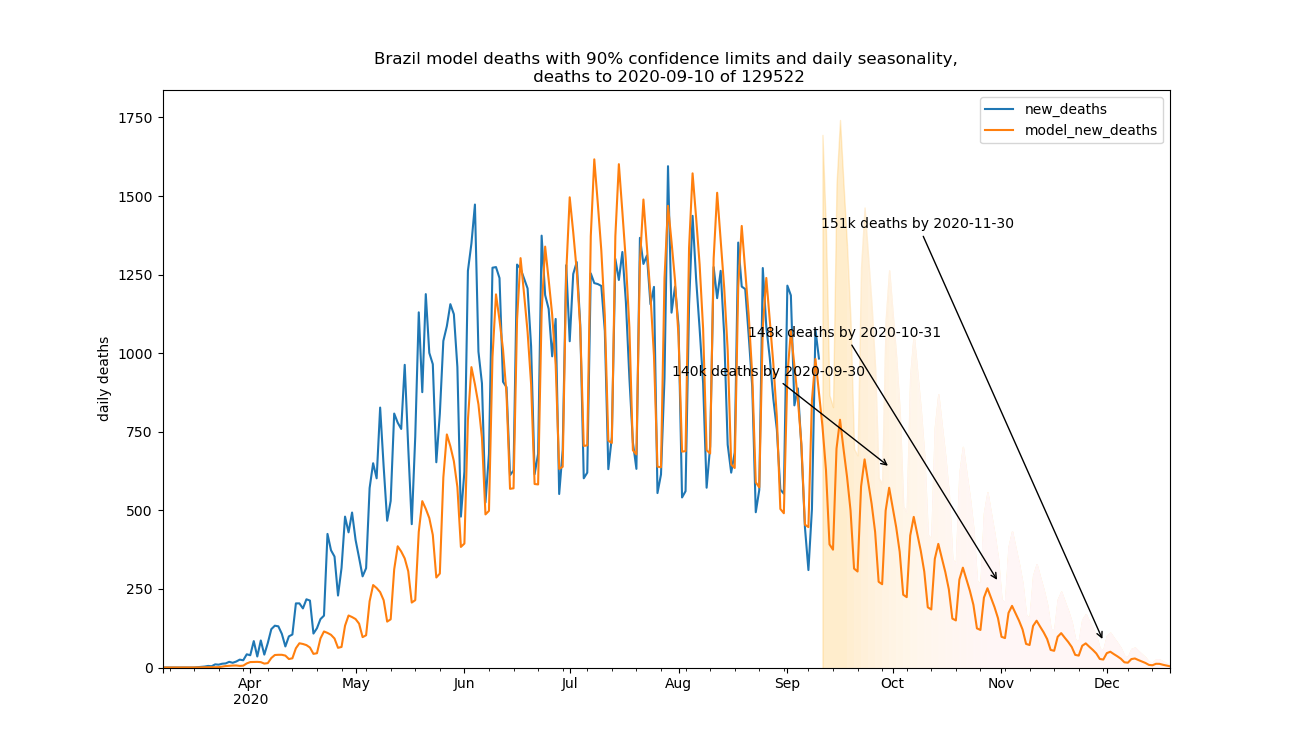 Brazil model deaths with 90% confidence limits and daily seasonality,
deaths to 2020-09-10 of 129522
new_deaths
model_new_deaths
daily deaths
1750
1500
1250
1000
750
500
250
0
151k deaths by 2020-11-30
148k deaths by 2020-10-31
140k deaths by 2020-09-30
Apr May Jun Jul Aug Sep Oct Nov Dec
2020